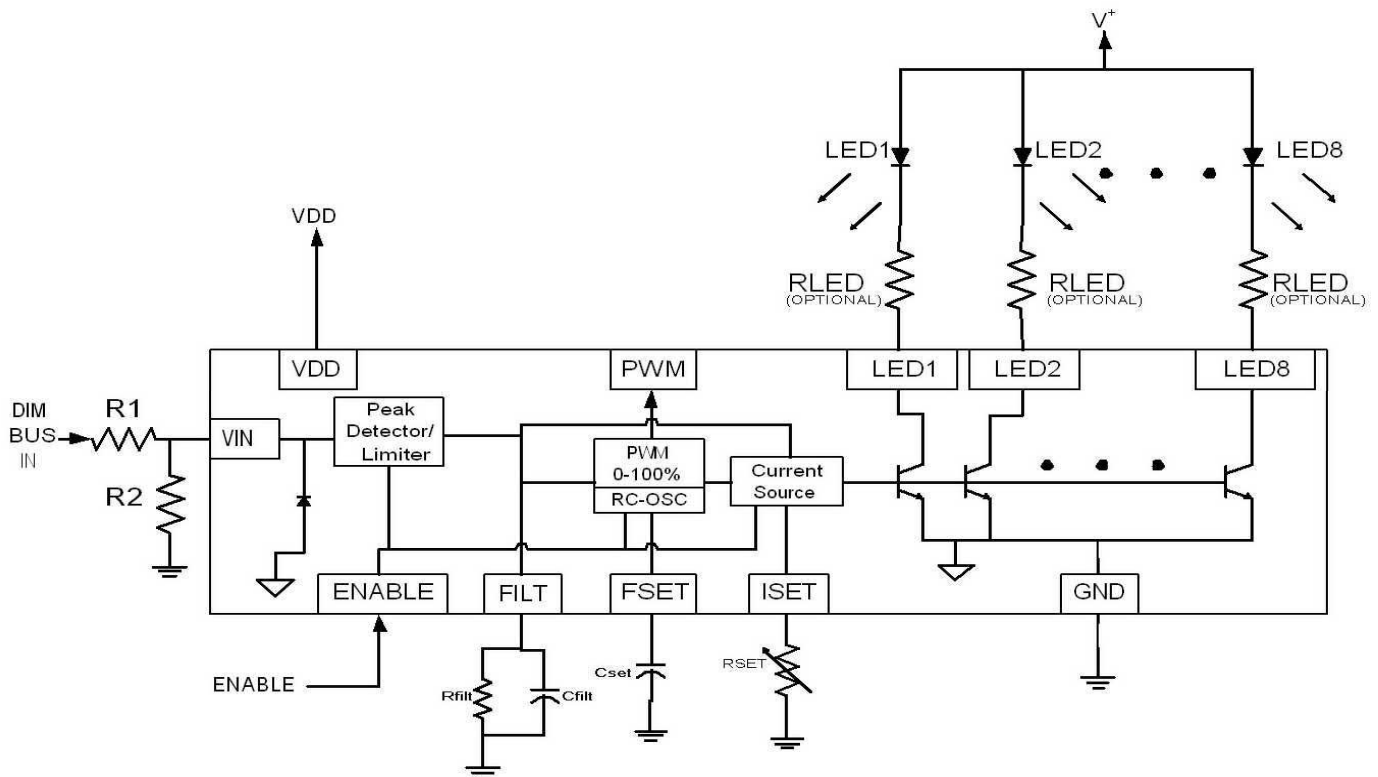 V+
LED1
LED2
LED8
VDD
RLED
(OPTIONAL)
RLED
(OPTIONAL)
RLED
(OPTIONAL)
VDD
PWM
LED1
LED2
LED8
DIM
BUS
IN
R1
R2
VIN
Peak
Detector/
Limiter
PWM
0-100%
RC-OSC
Current
Source
ENABLE
FILT
FSET
ISET
GND
ENABLE
Rfilt
Cfilt
Cset
RSET